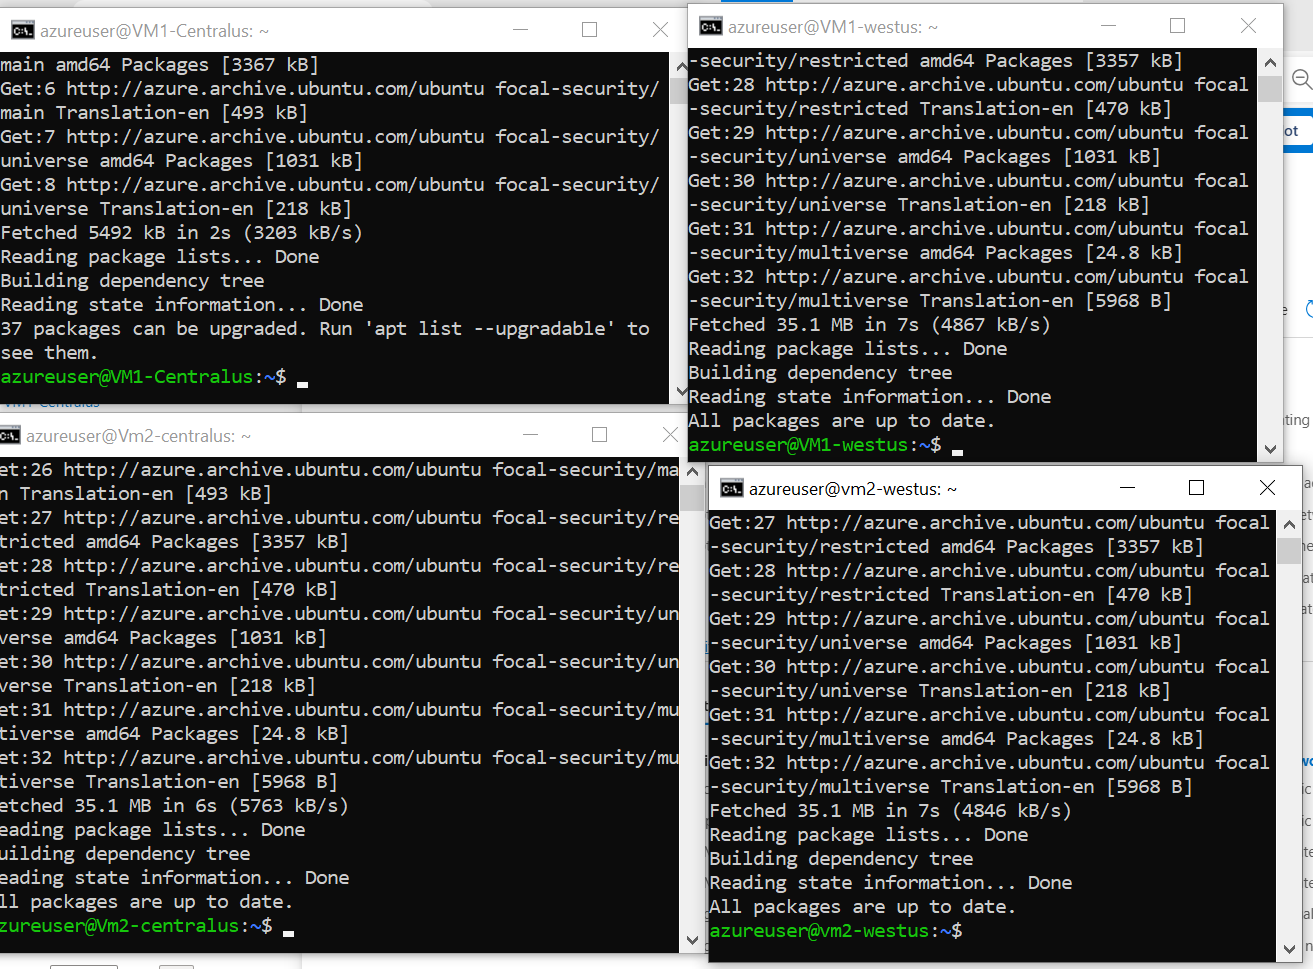 azureuser@VM1-Centralus: ~
main amd64 Packages [3367 kB]
Get:6 http://azure.archive.ubuntu.com/ubuntu focal-security/
main Translation-en [493 kB]
Get:7 http://azure.archive.ubuntu.com/ubuntu focal-security/
universe amd64 Packages [1031 kB]
Get:8 http://azure.archive.ubuntu.com/ubuntu focal-security/
universe Translation-en [218 kB]
Fetched 5492 kB in 2s (3203 kB/s)
Reading package lists... Done
Building dependency tree
Reading state information... Done
37 packages can be upgraded. Run 'apt list --upgradable' to
see them.
azureuser@VM1-Centralus:~$
azureuser@VM1-westus: ~
-security/restricted amd64 Packages [3357 kB]
Get:28 http://azure.archive.ubuntu.com/ubuntu focal
-security/restricted Translation-en [470 kB]
Get:29 http://azure.archive.ubuntu.com/ubuntu focal
-security/universe amd64 Packages [1031 kB]
Get:30 http://azure.archive.ubuntu.com/ubuntu focal
-security/universe Translation-en [218 kB]
Get:31 http://azure.archive.ubuntu.com/ubuntu focal
-security/multiverse amd64 Packages [24.8 kB]
Get:32 http://azure.archive.ubuntu.com/ubuntu focal
-security/multiverse Translation-en [5968 B]
Fetched 35.1 MB in 7s (4867 kB/s)
Reading package lists... Done
Building dependency tree
Reading state information... Done
All packages are up to date.
azureuser@VM1-westus:~$
azureuser@Vm2-centralus: ~
et:26 http://azure.archive.ubuntu.com/ubuntu focal-security/ma
n Translation-en [493 kB]
et:27 http://azure.archive.ubuntu.com/ubuntu focal-security/re
tricted amd64 Packages [3357 kB]
et:28 http://azure.archive.ubuntu.com/ubuntu focal-security/re
tricted Translation-en [470 kB]
et:29 http://azure.archive.ubuntu.com/ubuntu focal-security/un
verse amd64 Packages [1031 kB]
et:30 http://azure.archive.ubuntu.com/ubuntu focal-security/un
verse Translation-en [218 kB]
et:31 http://azure.archive.ubuntu.com/ubuntu focal-security/mu
tiverse amd64 Packages [24.8 kB]
et:32 http://azure.archive.ubuntu.com/ubuntu focal-security/mu
tiverse Translation-en [5968 B]
etched 35.1 MB in 6s (5763 kB/s)
eading package lists... Done
uilding dependency tree
eading state information... Done
ll packages are up to date.
zureuser@Vm2-centralus:~$
azureuser@vm2-westus: ~
Get:27 http://azure.archive.ubuntu.com/ubuntu focal
-security/restricted amd64 Packages [3357 kB]
Get:28 http://azure.archive.ubuntu.com/ubuntu focal
-security/restricted Translation-en [470 kB]
Get:29 http://azure.archive.ubuntu.com/ubuntu focal
-security/universe amd64 Packages [1031 kB]
Get:30 http://azure.archive.ubuntu.com/ubuntu focal
-security/universe Translation-en [218 kB]
Get:31 http://azure.archive.ubuntu.com/ubuntu focal
-security/multiverse amd64 Packages [24.8 kB]
Get:32 http://azure.archive.ubuntu.com/ubuntu focal
-security/multiverse Translation-en [5968 B]
Fetched 35.1 MB in 7s (4846 kB/s)
Reading package lists... Done
Building dependency tree
Reading state information... Done
All packages are up to date.
azureuser@vm2-westus:~$